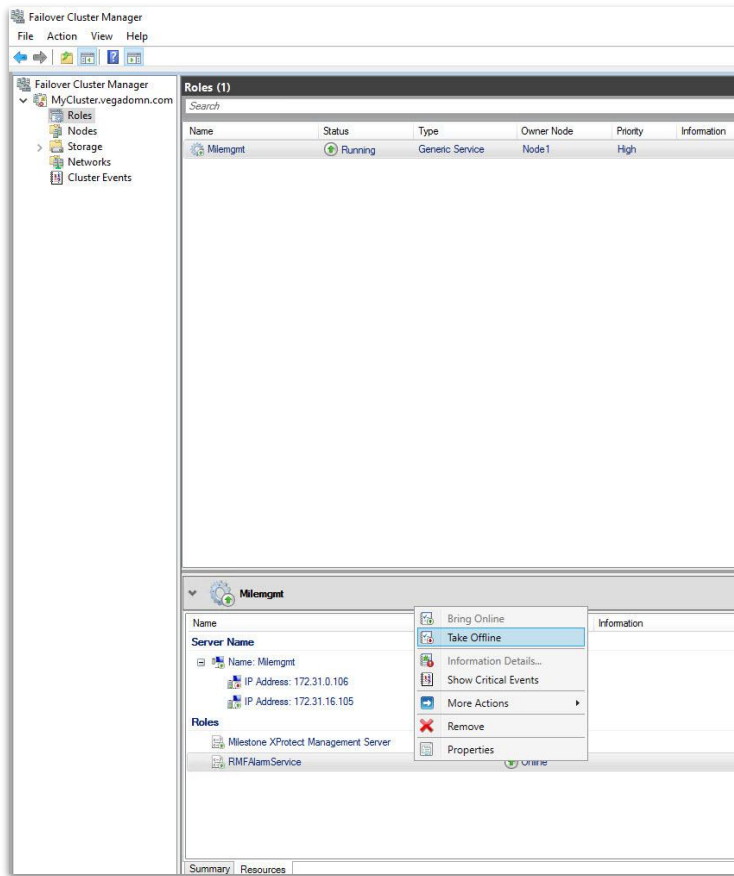 Failover Cluster Manager
File Action View Help
Failover Cluster Manager
MyCluster.vegadomn.com
Roles
Nodes
Storage
Networks
Cluster Events
Roles (1)
Search
Name Status Type Owner Node Priority Information
Milemgmt Running Generic Service Node1 High
Milemgmt
Name Information
Server Name
Name: Milemgmt
IP Address: 172.31.0.106
IP Address: 172.31.16.105
Roles
Milestone XProtect Management Server
RMFAlamService Online
Bring Online
Take Offline
Information Details...
Show Critical Events
More Actions
Remove
Properties
Summary Resources